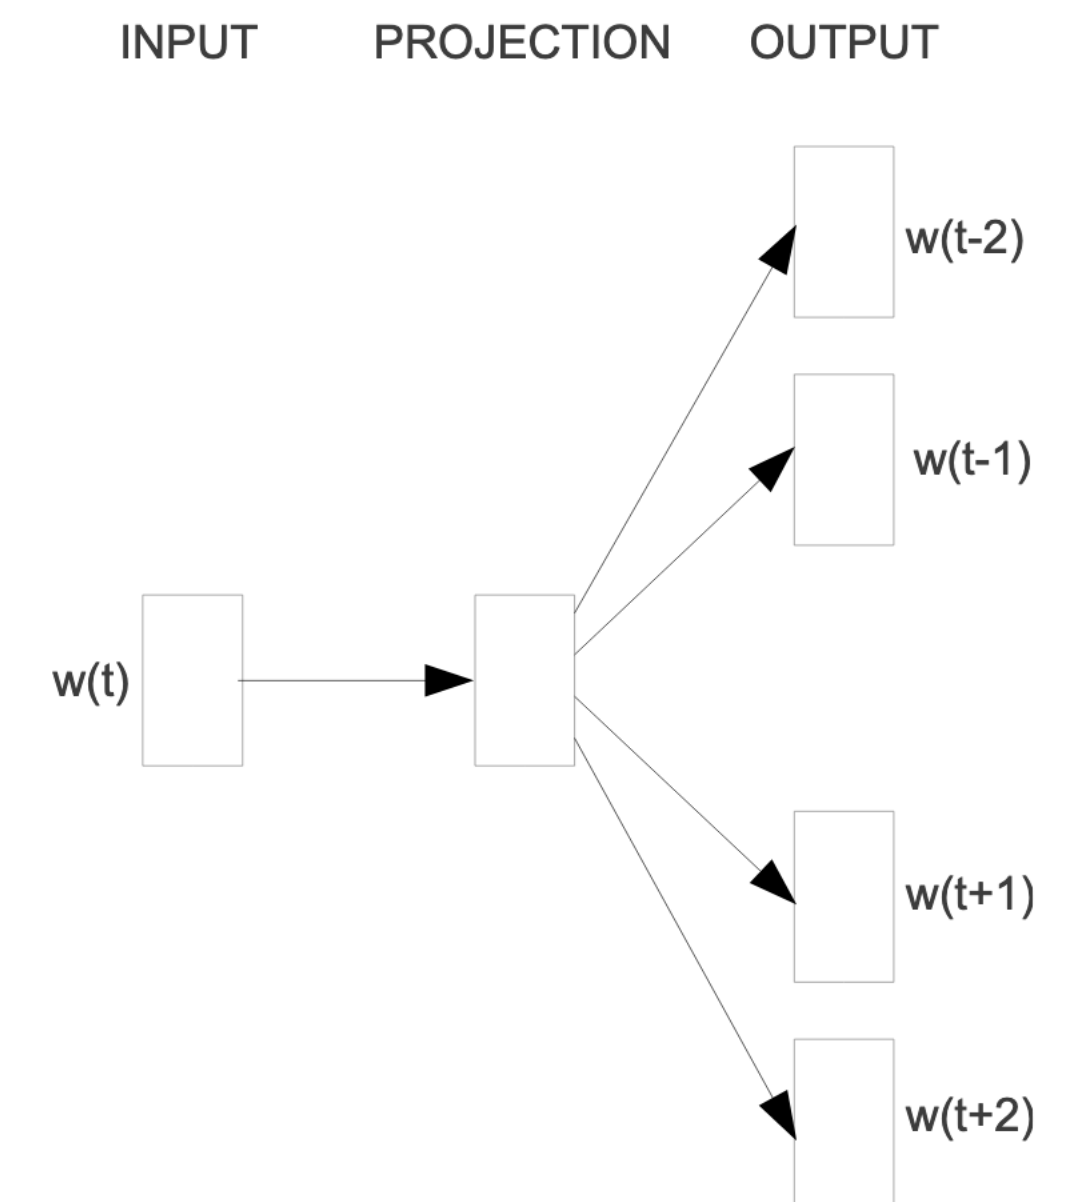 INPUT PROJECTION OUTPUT
w(t-2)
w(t-1)
w(t)
w(t+1)
w(t+2)